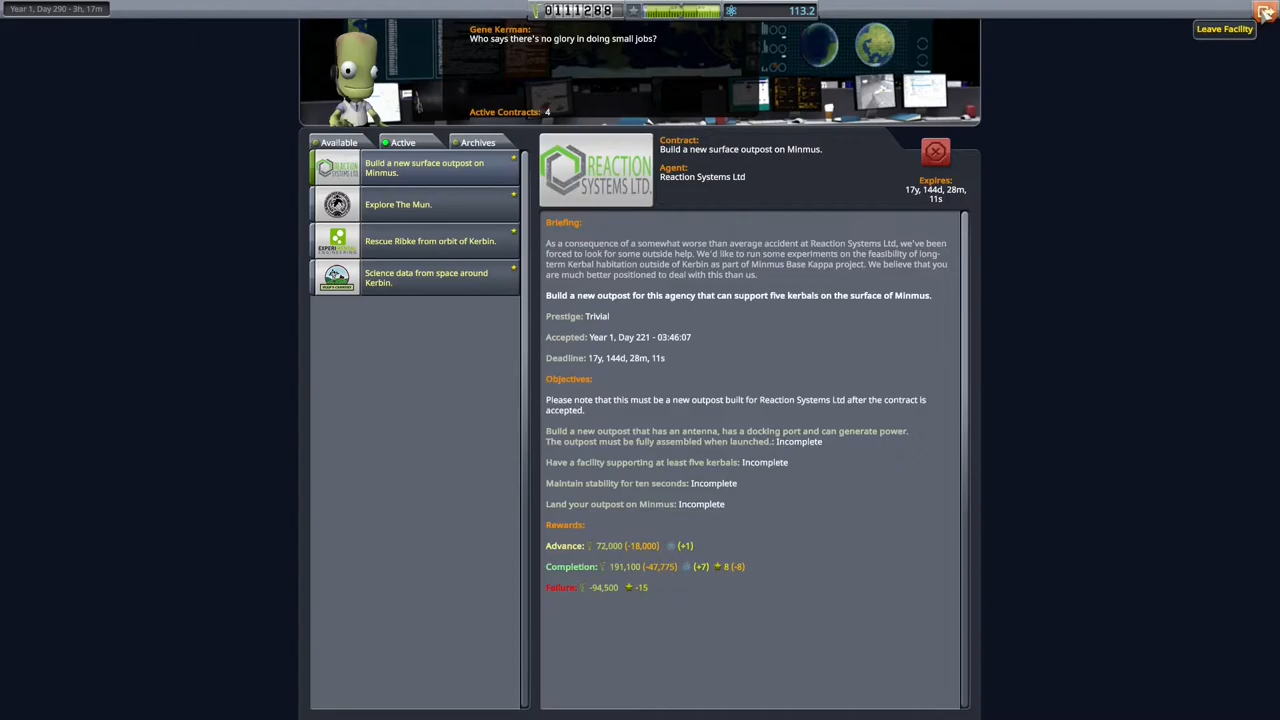 Year 1, Day 290 - 3h, 17m
0111288
113.2
Leave Facility
Gene Kerman:
Who says there's no glory in doing small jobs?
Active Contracts: 4
Available
Active
Archives
Build a new surface outpost on
Minmus.
Explore The Mun.
Rescue Ribke from orbit of Kerbin.
Science data from space around
Kerbin.
REACTION
SYSTEMS LTD.
Contract:
Build a new surface outpost on Minmus.
Agent:
Reaction Systems Ltd
Expires:
17y, 144d, 28m,
11s
Briefing:
As a consequence of a somewhat worse than average accident at Reaction Systems Ltd, we've been
forced to look for some outside help. We'd like to run some experiments on the feasibility of long-
term Kerbal habitation outside of Kerbin as part of Minmus Base Kappa project. We believe that you
are much better positioned to deal with this than us.
Build a new outpost for this agency that can support five kerbals on the surface of Minmus.
Prestige: Trivial
Accepted: Year 1, Day 221 - 03:46:07
Deadline: 17y, 144d, 28m, 11s
Objectives:
Please note that this must be a new outpost built for Reaction Systems Ltd after the contract is
accepted.
Build a new outpost that has an antenna, has a docking port and can generate power.
The outpost must be fully assembled when launched.: Incomplete
Have a facility supporting at least five kerbals: Incomplete
Maintain stability for ten seconds: Incomplete
Land your outpost on Minmus: Incomplete
Rewards:
Advance: 72,000 (-18,000) (+1)
Completion: 191,100 (-47,775) (+7) 8 (-8)
Failure: -94,500 -15